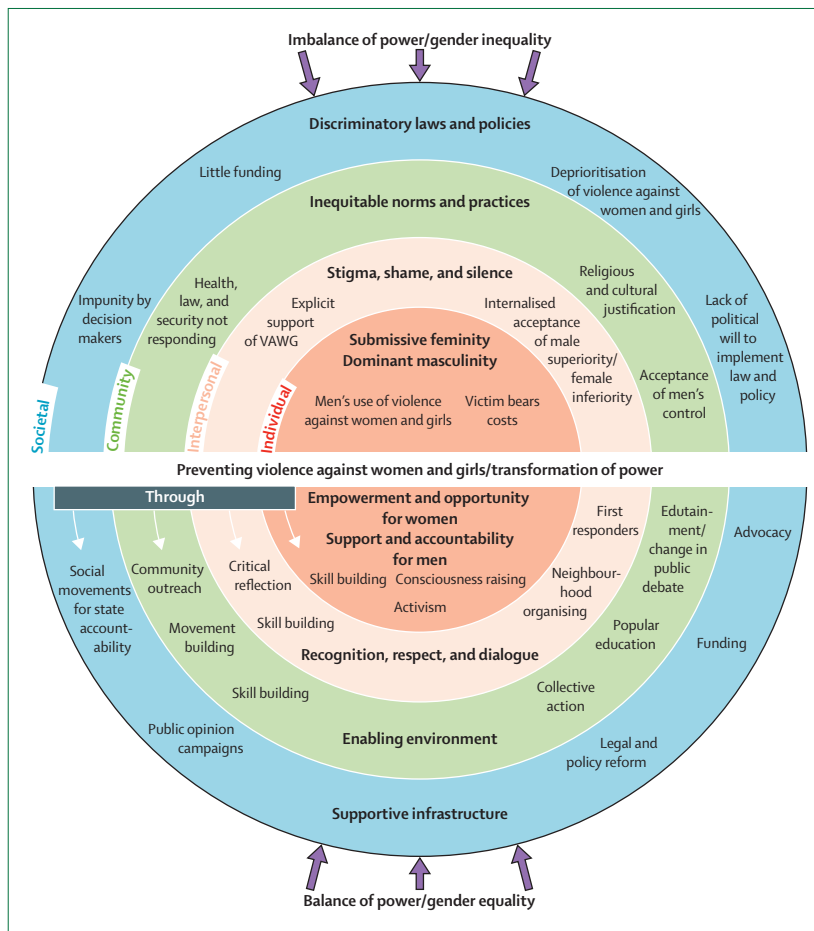 Imbalance of power/gender inequality
Discriminatory laws and policies
Little funding
Deprioritisation
of violence against
women and girls
Inequitable norms and practices
Stigma, shame, and silence
Health,
law, and
security not
responding
Religious
and cultural
justification
Impunity by
decision
makers
Explicit
support
of VAWG
Internalised
acceptance
of male
superiority/
female
inferiority
Lack of
political
will to
implement
law and
policy
Submissive feminity
Dominant masculinity
Acceptance
of men's
control
Men's use of violence
against women and girls
Victim bears
costs
Societal
Community
Interpersonal
Individual
Preventing violence against women and girls/transformation of power
Through
Empowerment and opportunity
for women
Support and accountability
for men
Skill building
Consciousness raising
Activism
First
responders
Edutain-
ment/
change in
public
debate
Advocacy
Social
movements
for state
account-
ability
Community
outreach
Critical
reflection
Neighbour-
hood
organising
Skill building
Movement
building
Popular
education
Funding
Recognition, respect, and dialogue
Skill building
Collective
action
Public opinion
campaigns
Enabling environment
Legal and
policy reform
Supportive infrastructure
Balance of power/gender equality